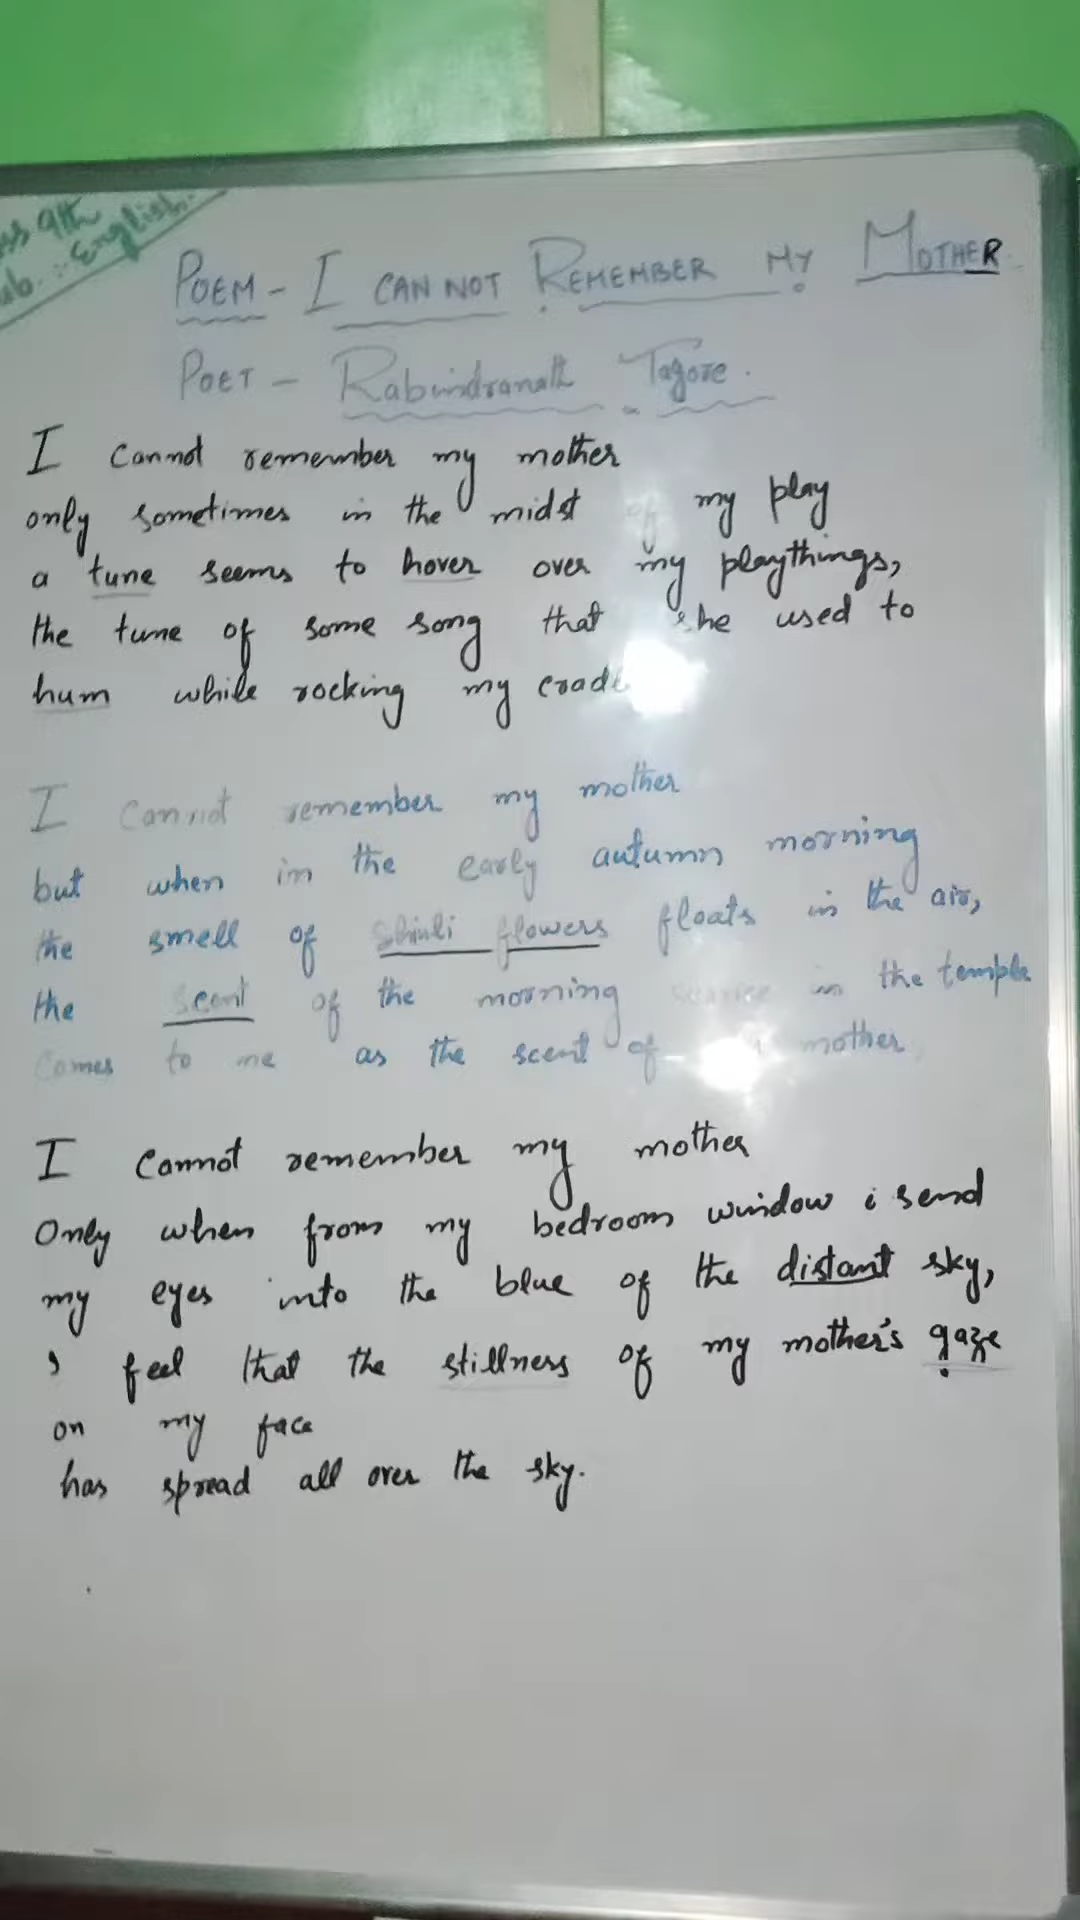 ss 9th
ub. :- English.
POEM - I CAN NOT REMEMBER MY MOTHER
POET - Rabindranath Tagore.
I cannot remember my mother
only sometimes in the midst of my play
a tune seems to hover over my playthings,
the tune of some song that she used to
hum while rocking my cradl
I cannot remember my mother
but when in the early autumn morning
the smell of Shiuli flowers floats in the air,
the scent of the morning service in the temple
comes to me as the scent of mother
I cannot remember my mother
Only when from my bedroom window i send
my eyes into the blue of the distant sky,
I feel that the stillness of my mother's gaze
on my face
has spread all over the sky.